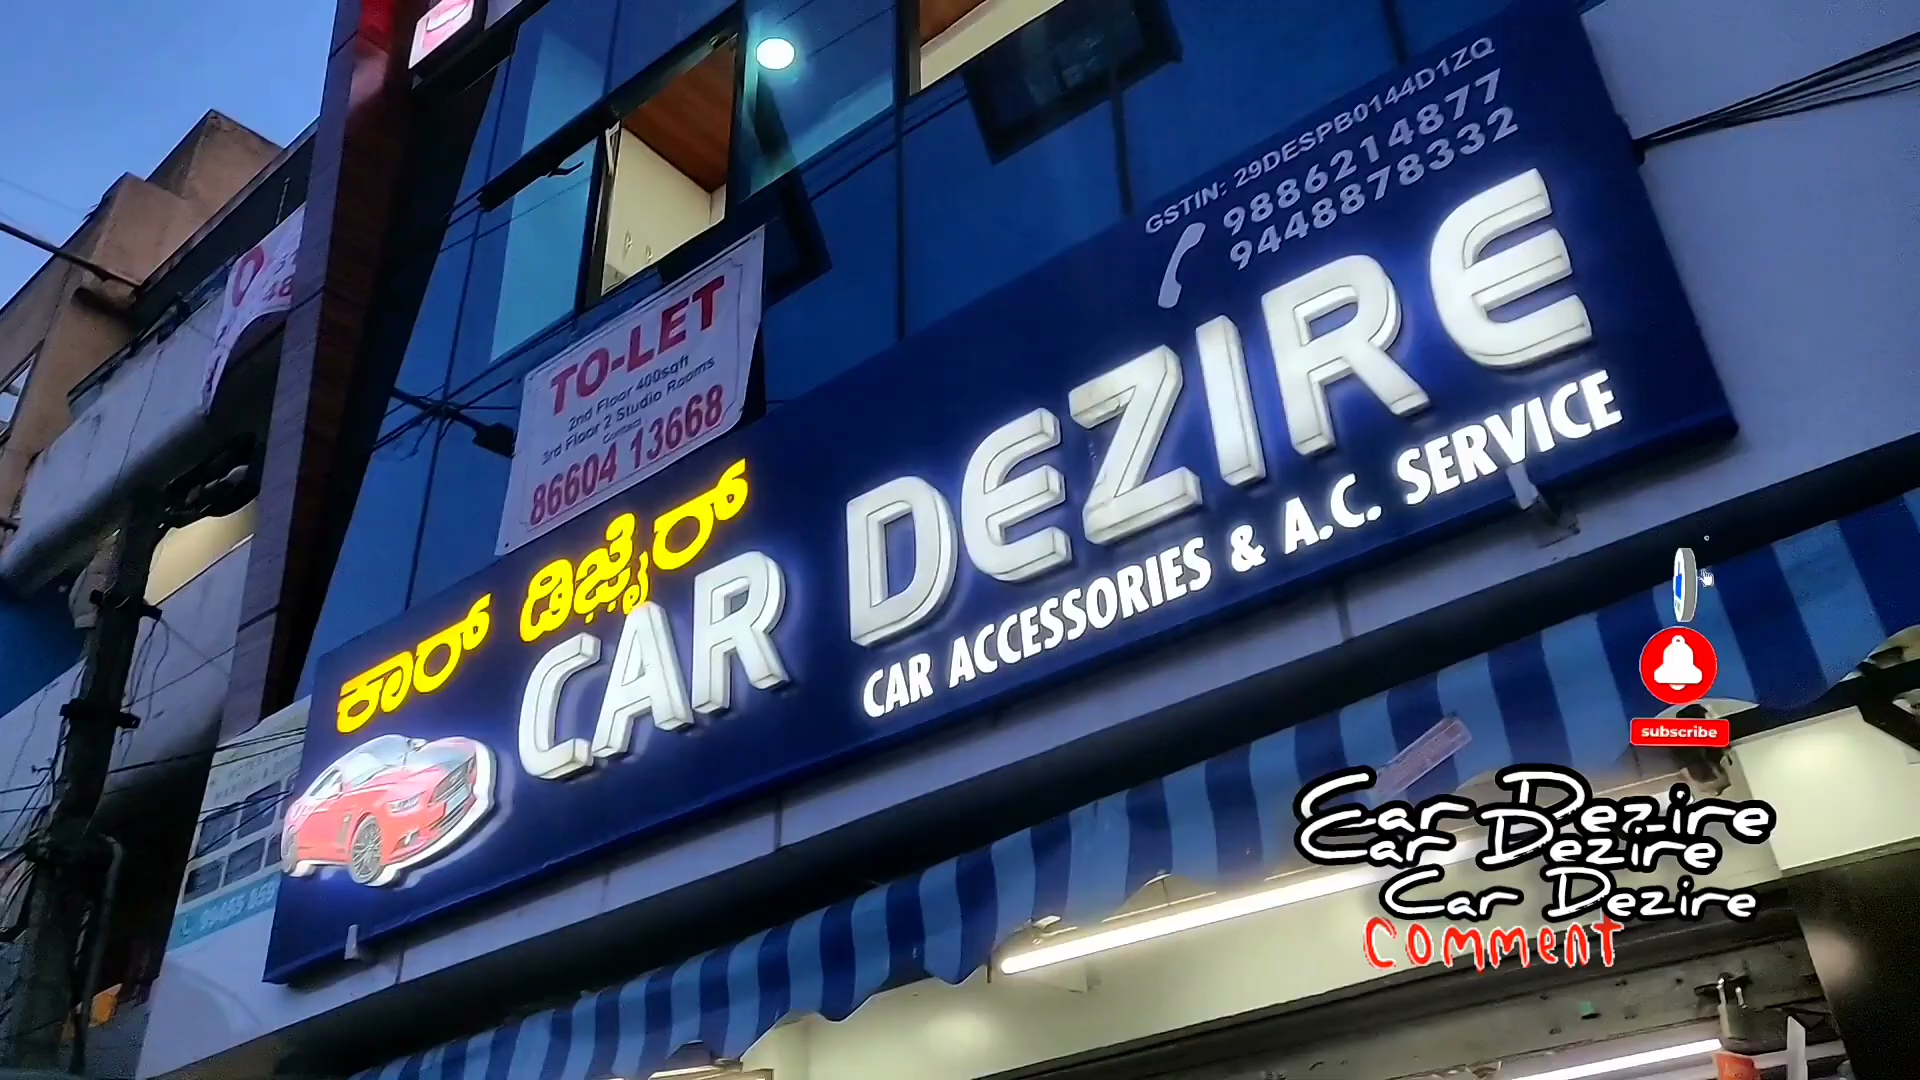 GSTIN: 29DESPB0144D1ZQ
9886214877
9448878332
TO-LET
2nd Floor 400sqft
3rd Floor 2 Studio Rooms
Contact
86604 13668
ಕಾರ್ ಡಿಜೈರ್
CAR DEZIRE
CAR ACCESSORIES & A.C. SERVICE
subscribe
Car Dezire
Car Dezire
Car Dezire
Comment